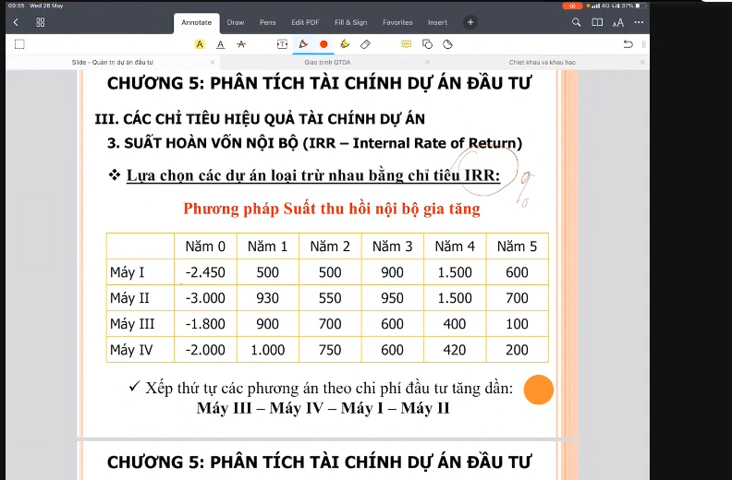 09:55 Wed 26 May
4G 37%
Annotate Draw Pens Edit PDF Fill & Sign Favorites Insert
Slide - Quản trị dự án đầu tư Giao trinh QTDA Chiet khau va khau hao
CHƯƠNG 5: PHÂN TÍCH TÀI CHÍNH DỰ ÁN ĐẦU TƯ
III. CÁC CHỈ TIÊU HIỆU QUẢ TÀI CHÍNH DỰ ÁN
3. SUẤT HOÀN VỐN NỘI BỘ (IRR – Internal Rate of Return)
❖ Lựa chọn các dự án loại trừ nhau bằng chỉ tiêu IRR:
Phương pháp Suất thu hồi nội bộ gia tăng
Năm 0 Năm 1 Năm 2 Năm 3 Năm 4 Năm 5
Máy I -2.450 500 500 900 1.500 600
Máy II -3.000 930 550 950 1.500 700
Máy III -1.800 900 700 600 400 100
Máy IV -2.000 1.000 750 600 420 200
✓ Xếp thứ tự các phương án theo chi phí đầu tư tăng dần:
Máy III – Máy IV – Máy I – Máy II
CHƯƠNG 5: PHÂN TÍCH TÀI CHÍNH DỰ ÁN ĐẦU TƯ